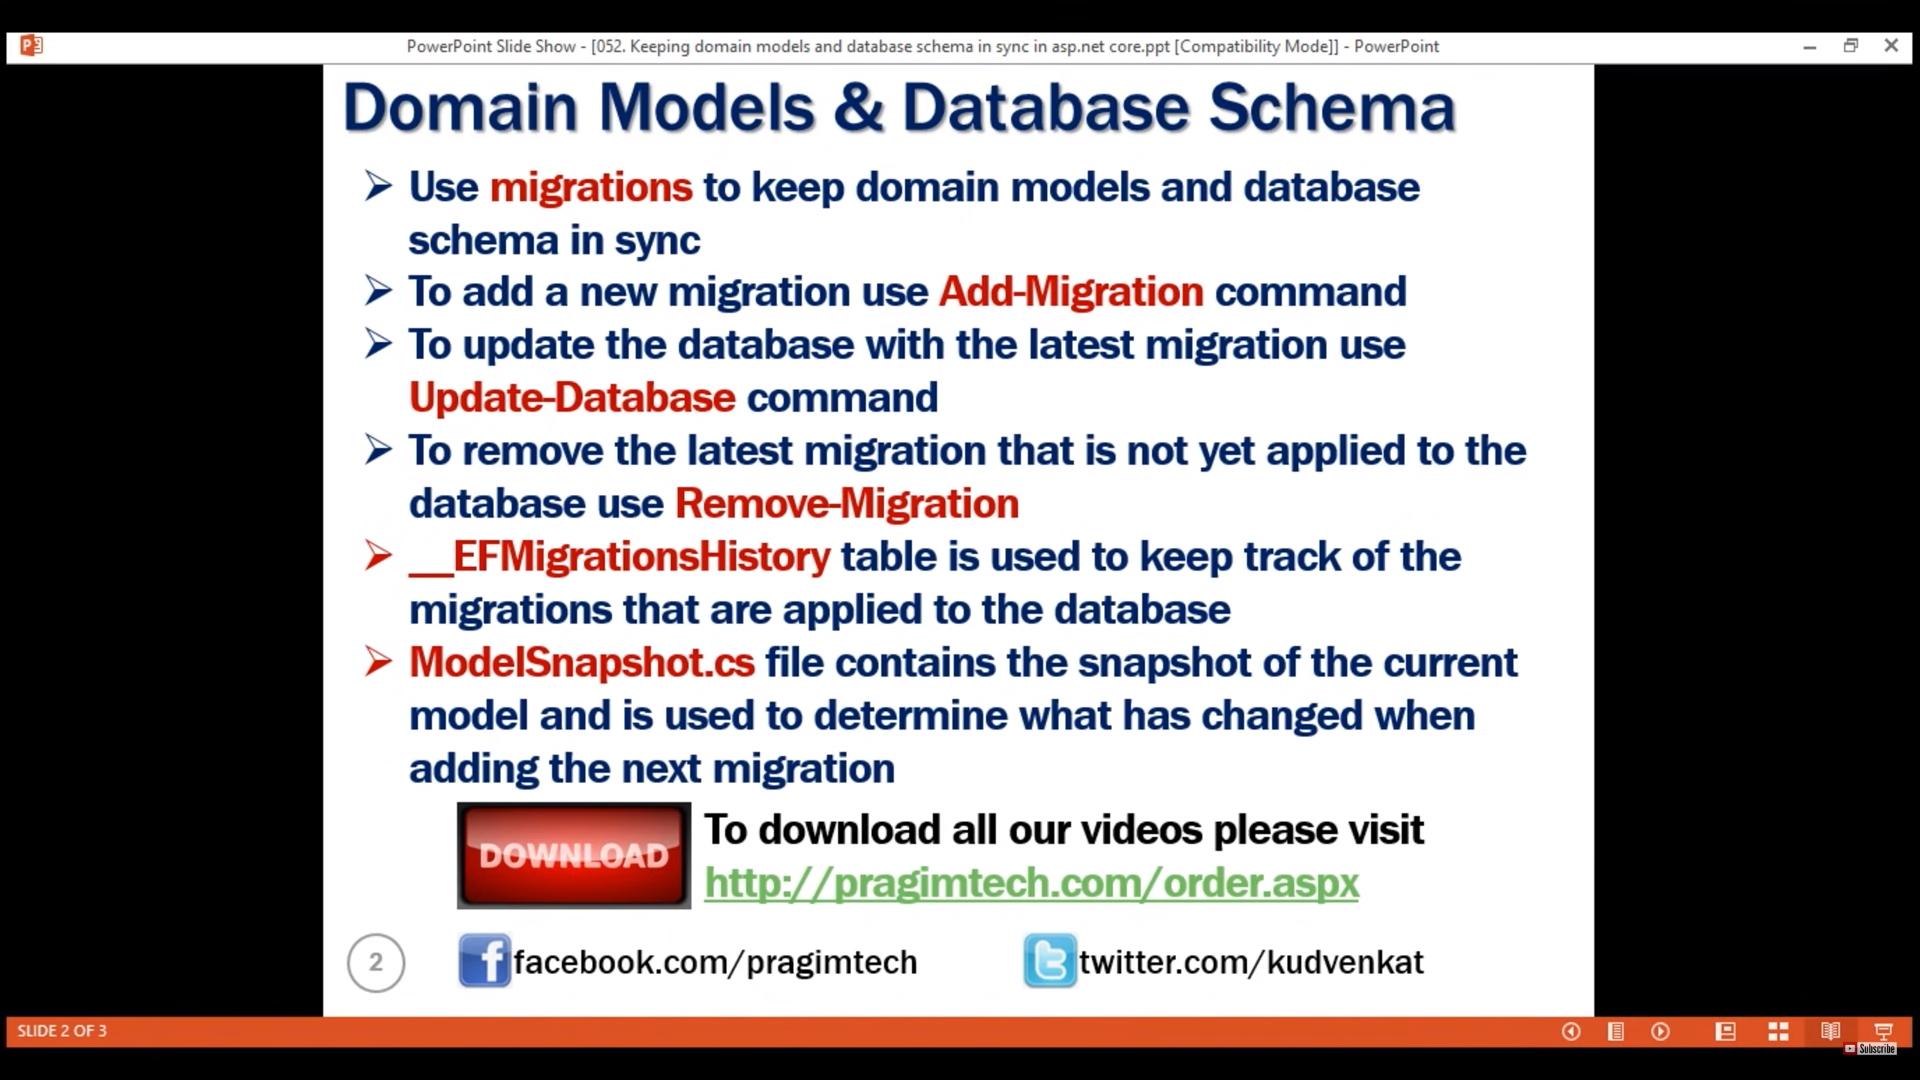 PowerPoint Slide Show - [052. Keeping domain models and database schema in sync in asp.net core.ppt [Compatibility Mode]] - PowerPoint
Domain Models & Database Schema
Use migrations to keep domain models and database
schema in sync
To add a new migration use Add-Migration command
To update the database with the latest migration use
Update-Database command
To remove the latest migration that is not yet applied to the
database use Remove-Migration
__EFMigrationsHistory table is used to keep track of the
migrations that are applied to the database
ModelSnapshot.cs file contains the snapshot of the current
model and is used to determine what has changed when
adding the next migration
DOWNLOAD
To download all our videos please visit
http://pragimtech.com/order.aspx
2
facebook.com/pragimtech
twitter.com/kudvenkat
SLIDE 2 OF 3
Subscribe